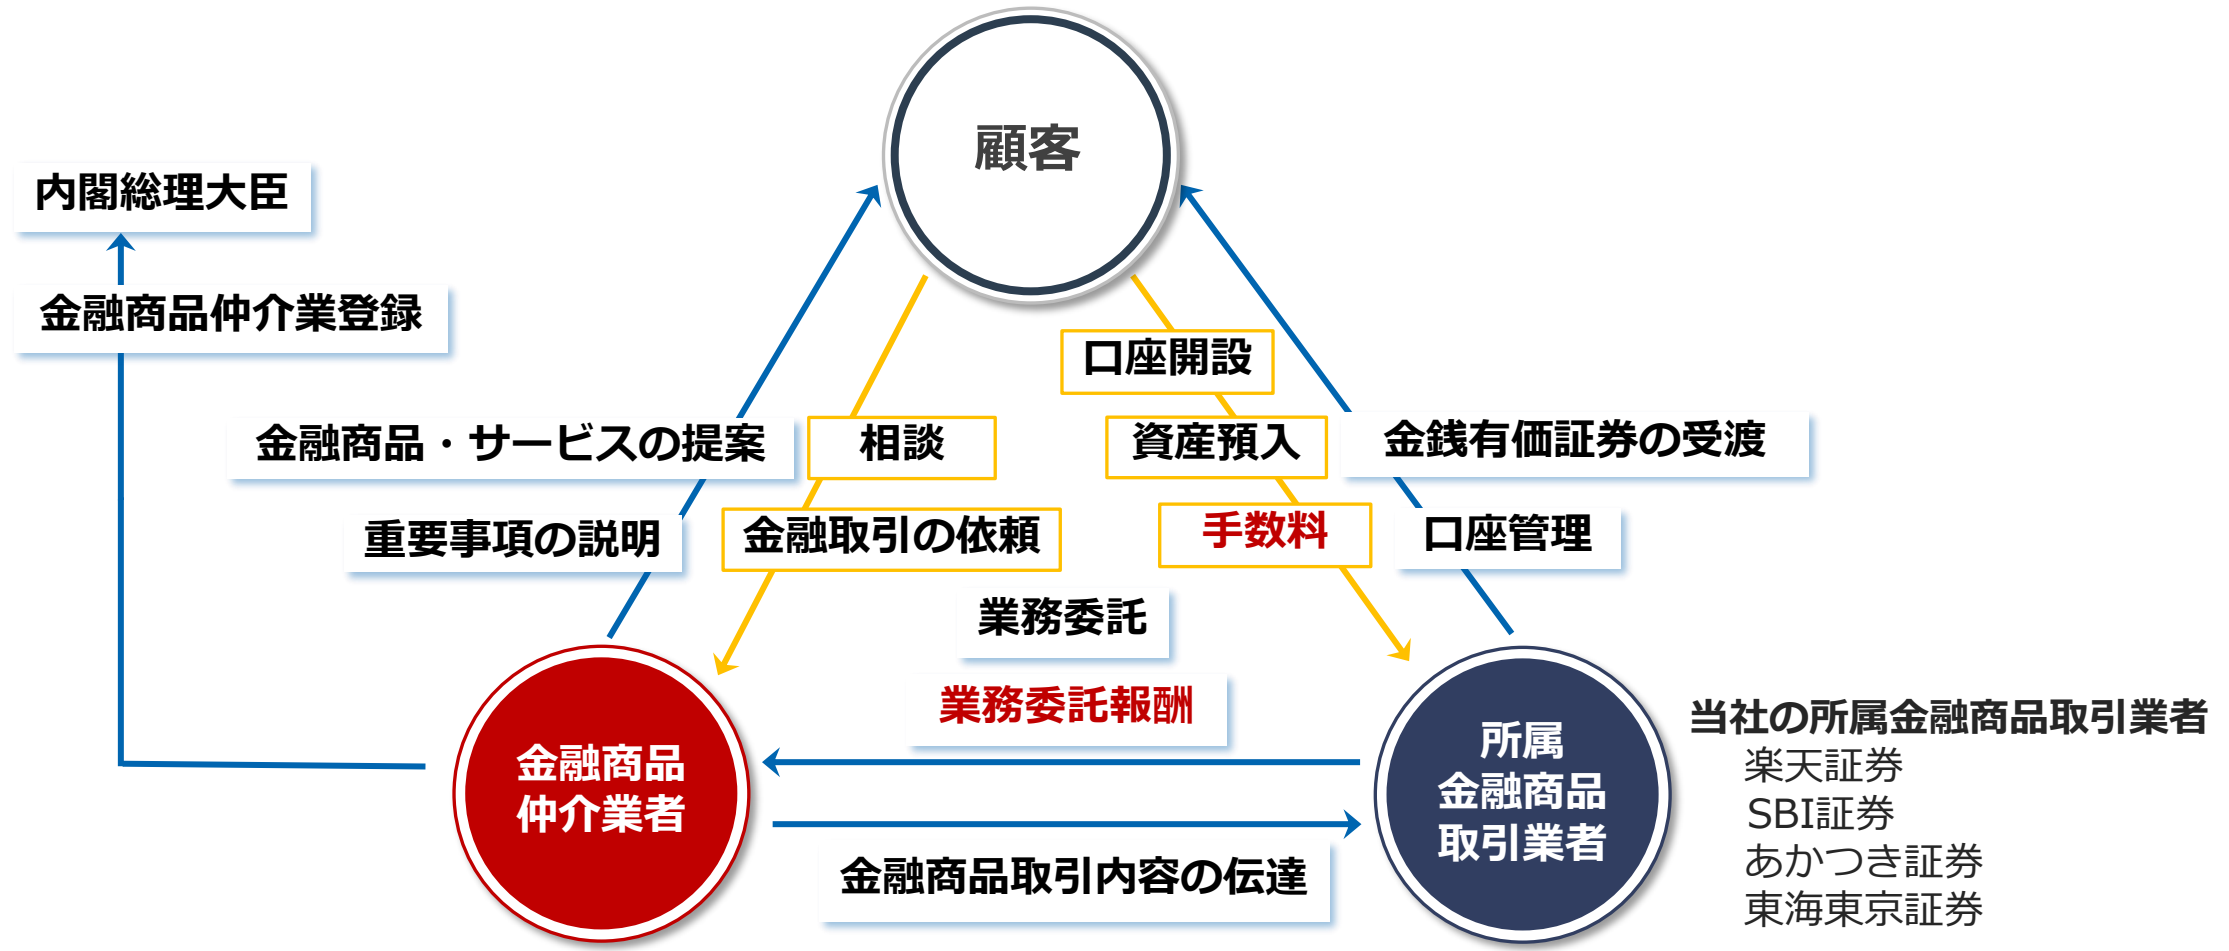 顧客
内閣総理大臣
金融商品仲介業登録
口座開設
金融商品・サービスの提案
相談
資産預入
金銭有価証券の受渡
重要事項の説明
金融取引の依頼
手数料
口座管理
業務委託
業務委託報酬
金融商品
仲介業者
所属
金融商品
取引業者
金融商品取引内容の伝達
当社の所属金融商品取引業者
楽天証券
SBI証券
あかつき証券
東海東京証券